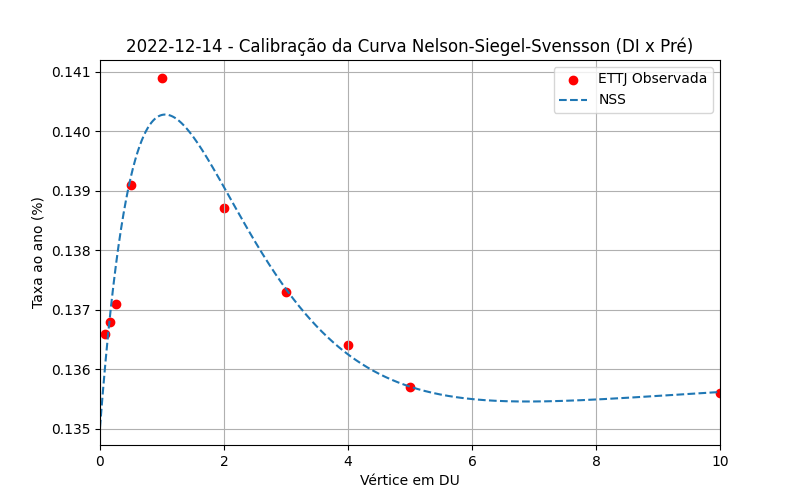 2022-12-14 - Calibração da Curva Nelson-Siegel-Svensson (DI x Pré)
ETTJ Observada
NSS
Taxa ao ano (%)
0.141
0.140
0.139
0.138
0.137
0.136
0.135
0 2 4 6 8 10
Vértice em DU